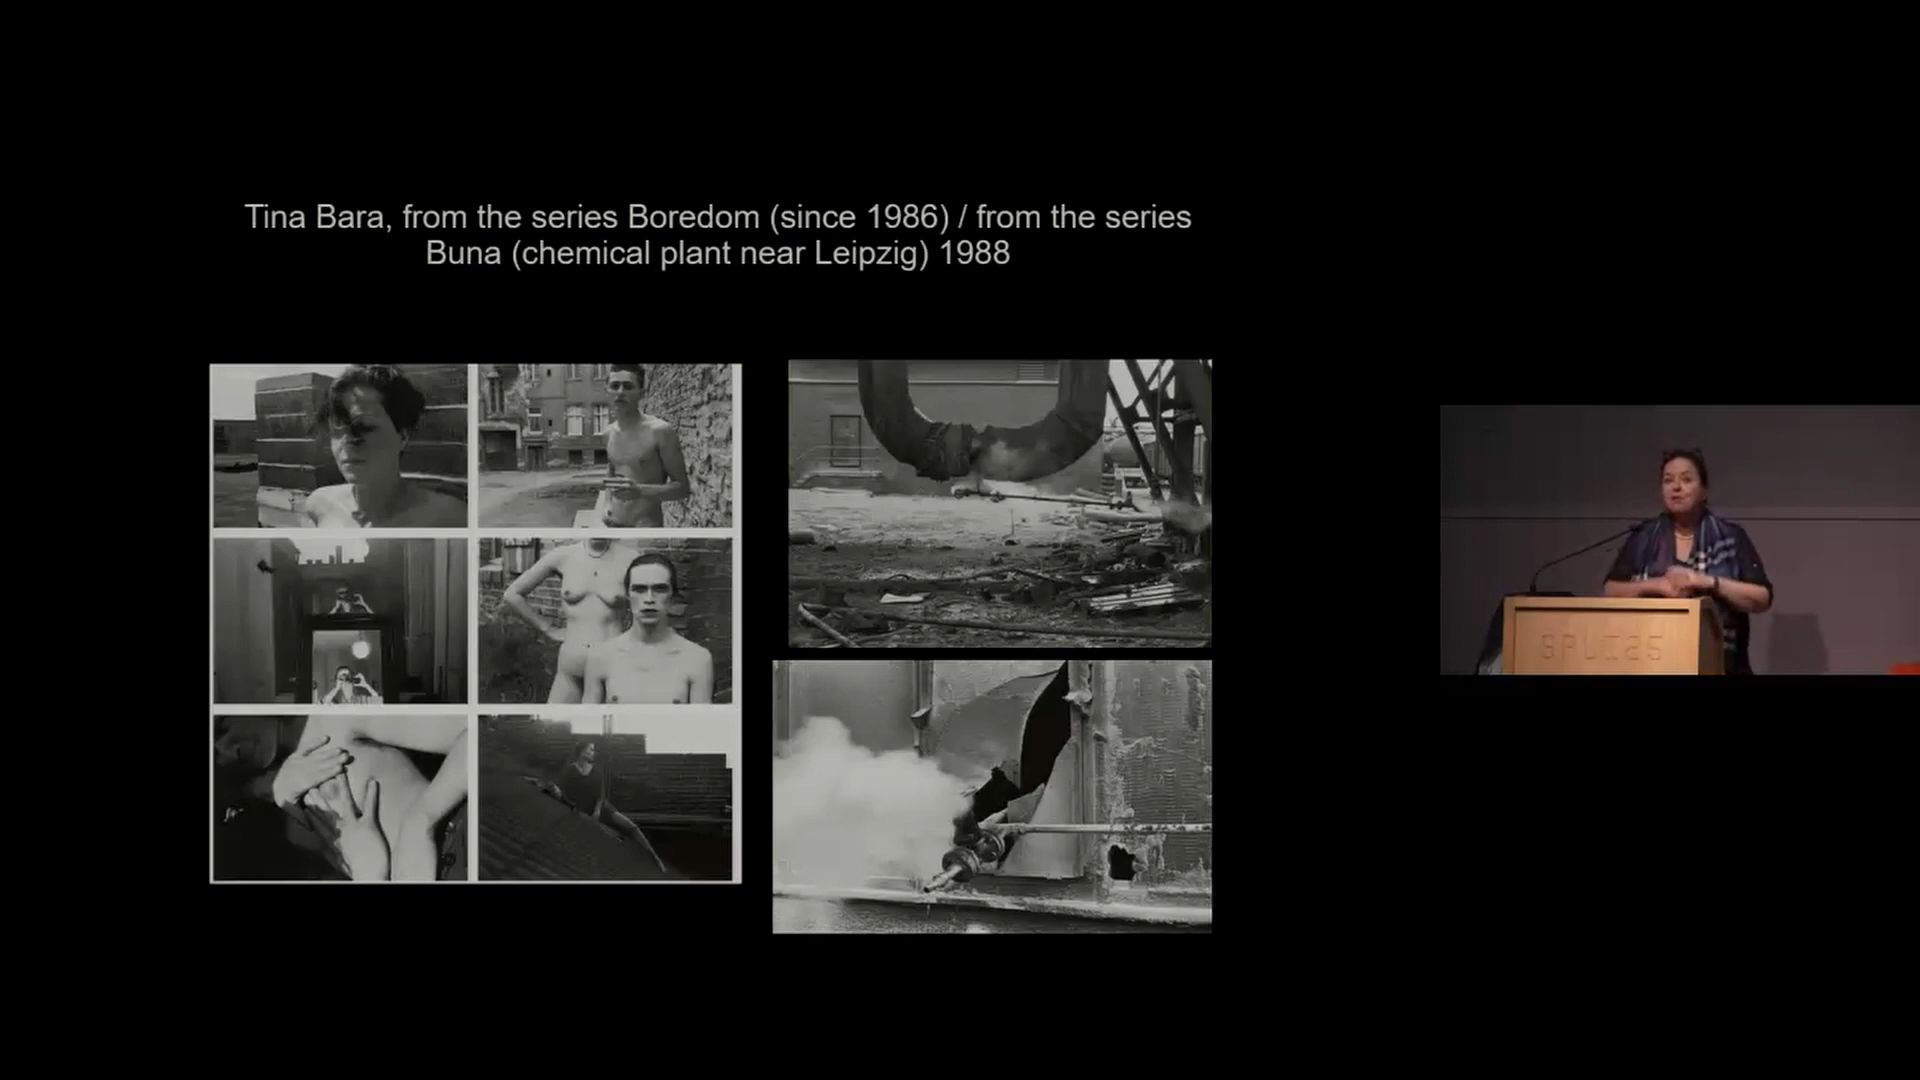 Tina Bara, from the series Boredom (since 1986) / from the series
Buna (chemical plant near Leipzig) 1988